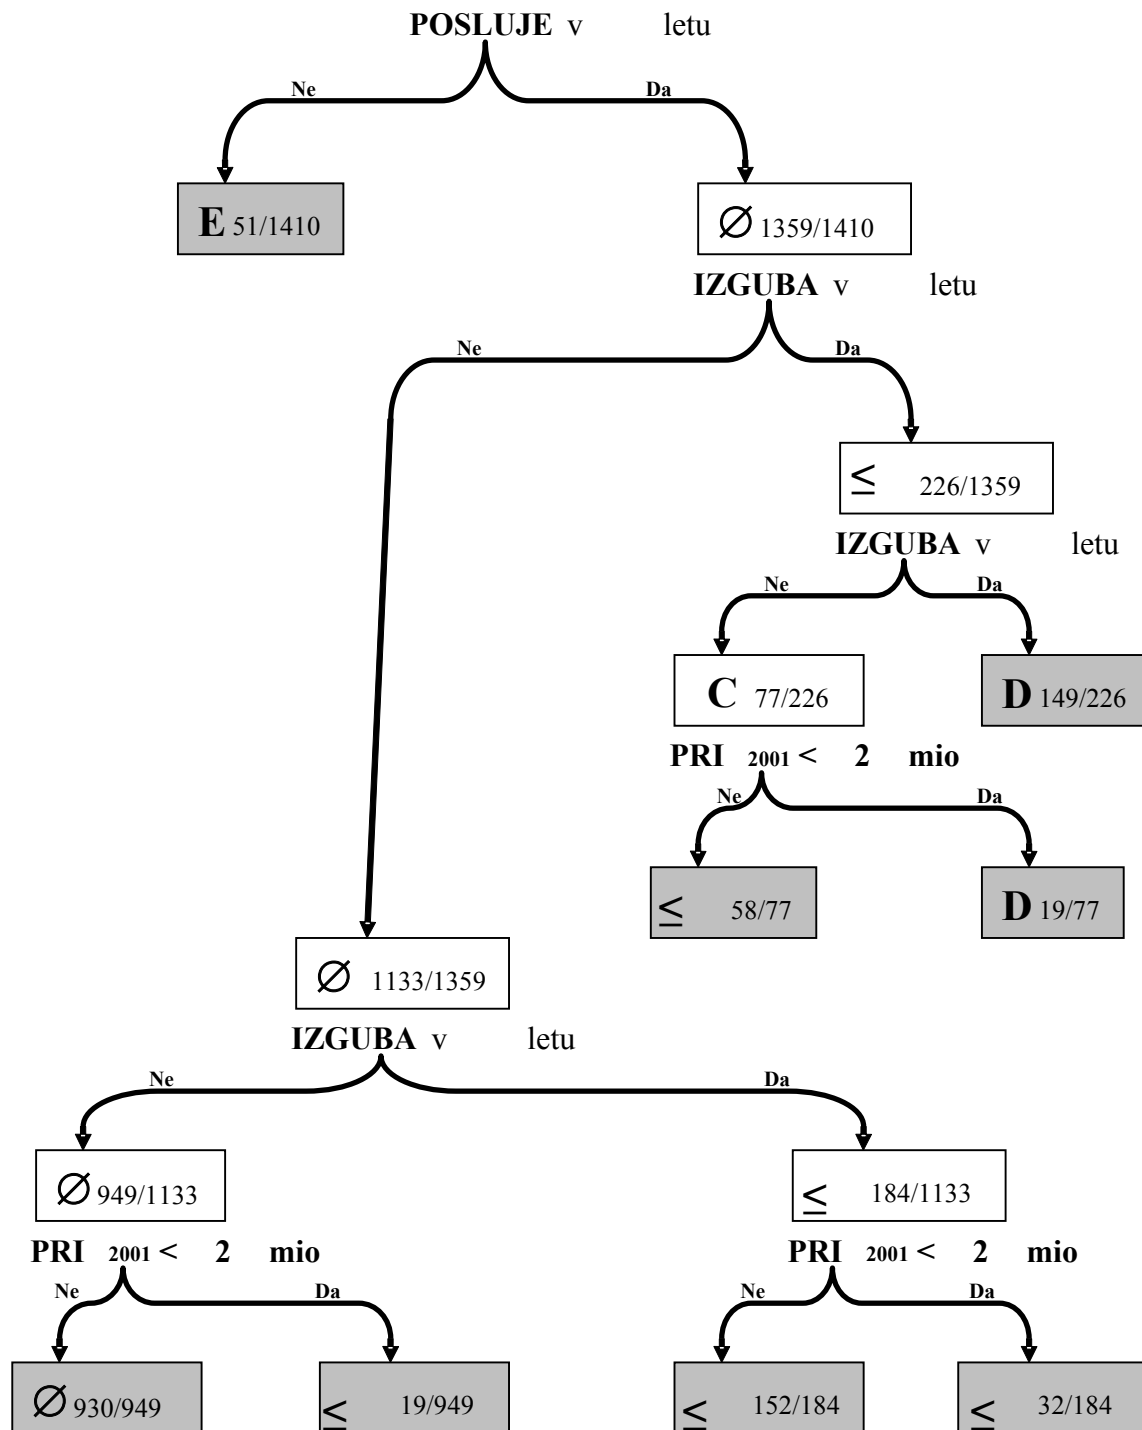 POSLUJE v letu
Ne Da
E 51/1410 ∅ 1359/1410
IZGUBA v letu
Ne Da
≤ 226/1359
IZGUBA v letu
Ne Da
C 77/226 D 149/226
PRI 2001 < 2 mio
Ne Da
≤ 58/77 D 19/77
∅ 1133/1359
IZGUBA v letu
Ne Da
∅ 949/1133 ≤ 184/1133
PRI 2001 < 2 mio PRI 2001 < 2 mio
Ne Da Ne Da
∅ 930/949 ≤ 19/949 ≤ 152/184 ≤ 32/184